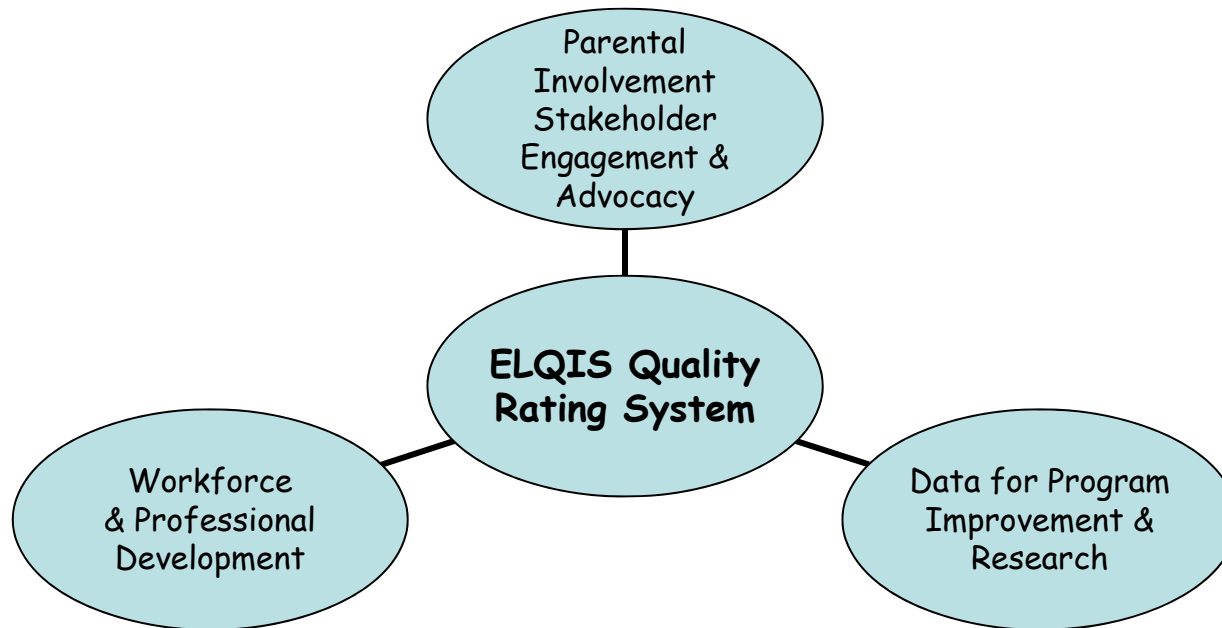 Parental
Involvement
Stakeholder
Engagement &
Advocacy
ELQIS Quality
Rating System
Workforce
& Professional
Development
Data for Program
Improvement &
Research